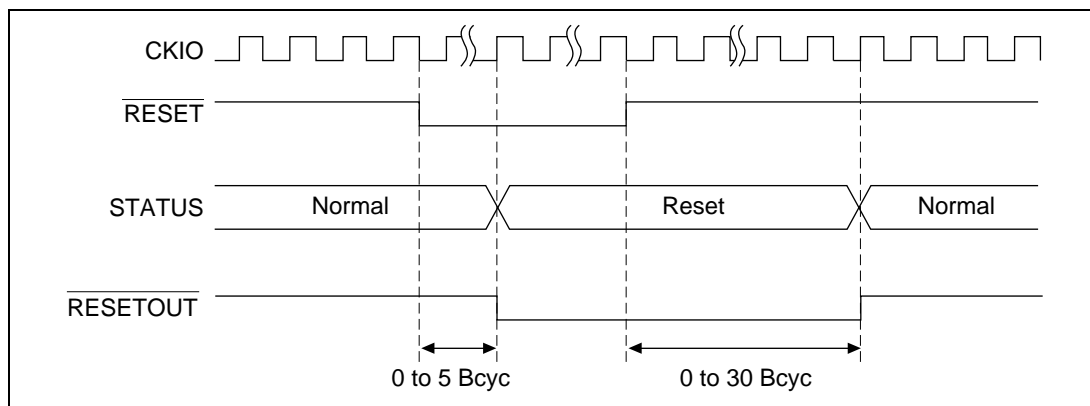 CKIO
RESET
STATUS
Normal
Reset
Normal
RESETOUT
0 to 5 Bcyc
0 to 30 Bcyc